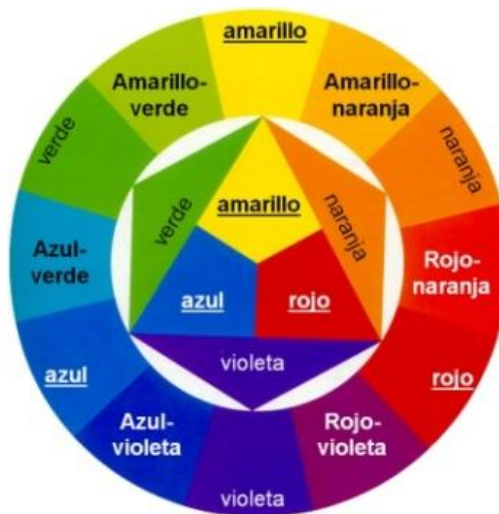 amarillo
Amarillo-
verde
Amarillo-
naranja
verde
naranja
Azul-
verde
Rojo-
naranja
azul
rojo
Azul-
violeta
Rojo-
violeta
violeta
amarillo
verde
naranja
azul
rojo
violeta